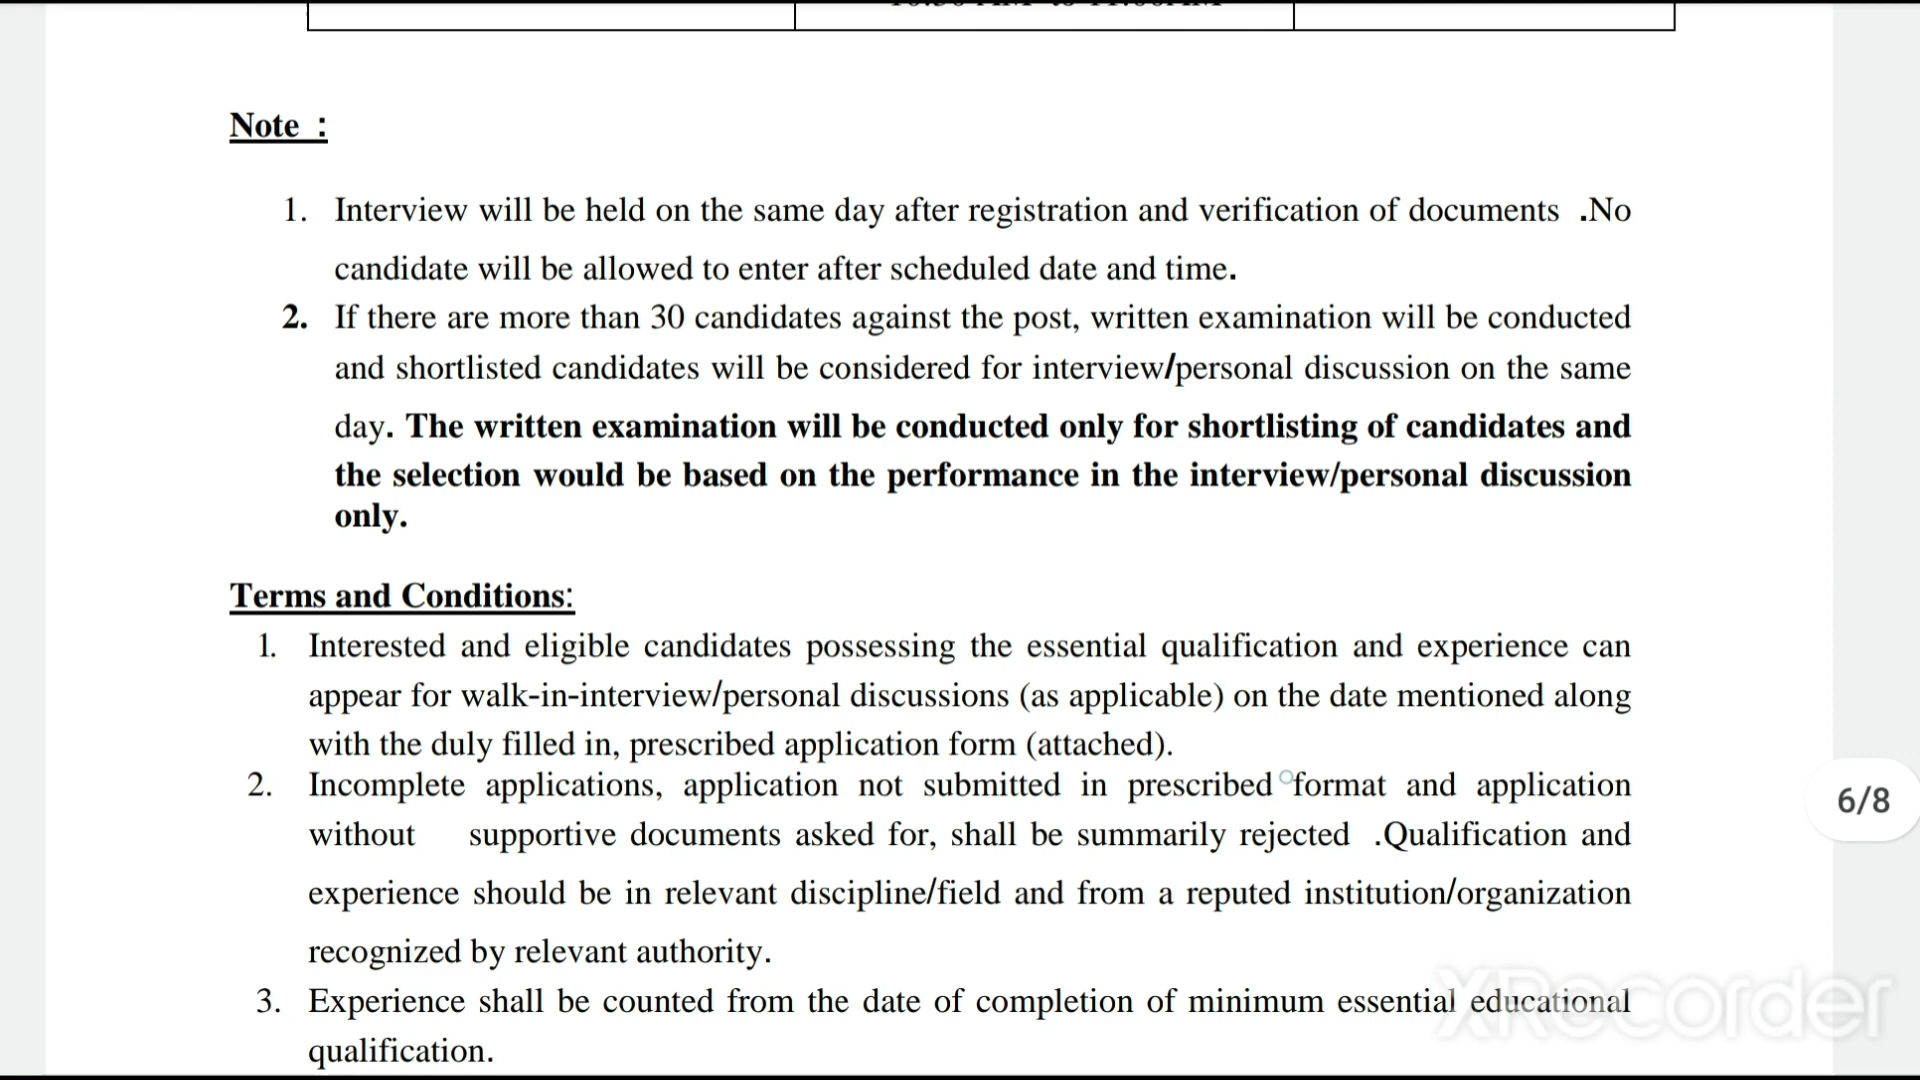 Note :
1. Interview will be held on the same day after registration and verification of documents .No
candidate will be allowed to enter after scheduled date and time.
2. If there are more than 30 candidates against the post, written examination will be conducted
and shortlisted candidates will be considered for interview/personal discussion on the same
day. The written examination will be conducted only for shortlisting of candidates and
the selection would be based on the performance in the interview/personal discussion
only.
Terms and Conditions:
1. Interested and eligible candidates possessing the essential qualification and experience can
appear for walk-in-interview/personal discussions (as applicable) on the date mentioned along
with the duly filled in, prescribed application form (attached).
2. Incomplete applications, application not submitted in prescribed format and application
without supportive documents asked for, shall be summarily rejected .Qualification and
6/8
experience should be in relevant discipline/field and from a reputed institution/organization
recognized by relevant authority.
3. Experience shall be counted from the date of completion of minimum essential educational
qualification.
XRecorder